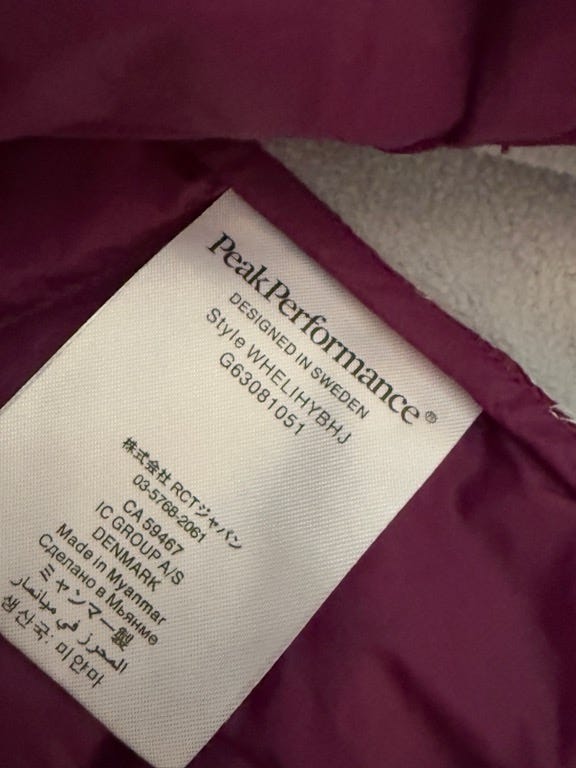 PeakPerformance®
DESIGNED IN SWEDEN
Style WHELIHYBHJ
G63081051
株式会社 RCTジャパン
03-5768-2061
CA 59467
IC GROUP A/S
DENMARK
Made in Myanmar
Сделано в Мьянме
ミャンマー製
المحرز في ميانمار
생산국: 미얀마